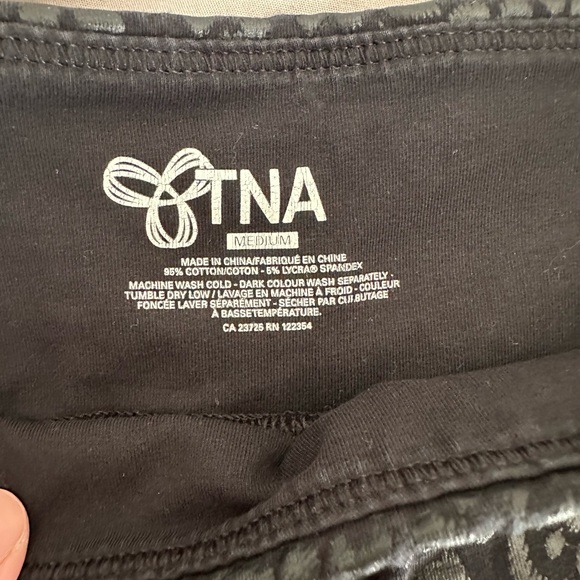 TNA
MEDIUM
MADE IN CHINA/FABRIQUÉ EN CHINE
95% COTTON/COTON - 5% LYCRA® SPANDEX
MACHINE WASH COLD - DARK COLOUR WASH SEPARATELY
TUMBLE DRY LOW / LAVAGE EN MACHINE À FROID - COULEUR
FONCÉE LAVER SÉPARÉMENT - SÉCHER PAR CULBUTAGE
À BASSETEMPÉRATURE.
CA 23725 RN 122354